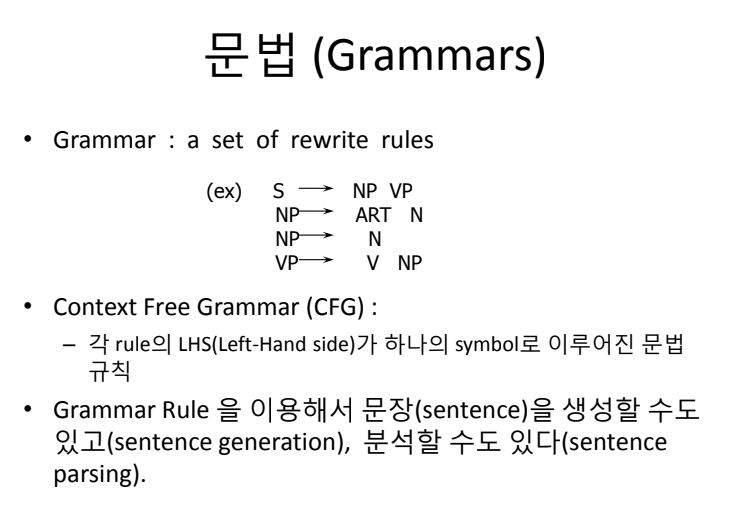 문법 (Grammars)
• Grammar : a set of rewrite rules
(ex) S → NP VP
NP → ART N
NP → N
VP → V NP
• Context Free Grammar (CFG) :
– 각 rule의 LHS(Left-Hand side)가 하나의 symbol로 이루어진 문법
규칙
• Grammar Rule 을 이용해서 문장(sentence)을 생성할 수도
있고(sentence generation), 분석할 수도 있다(sentence
parsing).